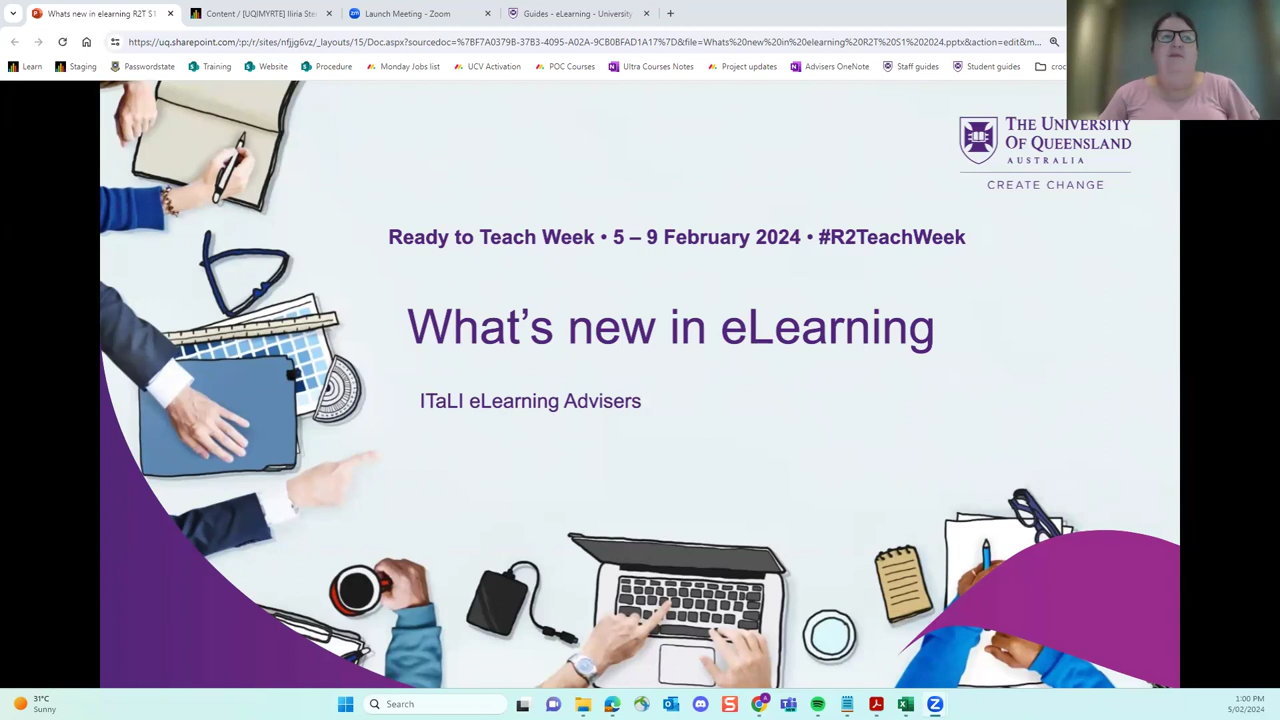 Whats new in elearning R2T S1
Content / [UQIMYRTE] Iliria Ste
Launch Meeting - Zoom
Guides - eLearning - University
https://uq.sharepoint.com/:p:/r/sites/nfjjg6vz/_layouts/15/Doc.aspx?sourcedoc=%7BF7A0379B-37B3-4095-A02A-9CB0BFAD1A17%7D&file=Whats%20new%20in%20elearning%20R2T%20S1%202024.pptx&action=edit&m...
Learn
Staging
Passwordstate
Training
Website
Procedure
Monday Jobs list
UCV Activation
POC Courses
Ultra Courses Notes
Project updates
Advisers OneNote
Staff guides
Student guides
croc
THE UNIVERSITY
OF QUEENSLAND
AUSTRALIA
CREATE CHANGE
Ready to Teach Week • 5 – 9 February 2024 • #R2TeachWeek
What's new in eLearning
ITaLI eLearning Advisers
31°C
Sunny
Search
1:00 PM
5/02/2024